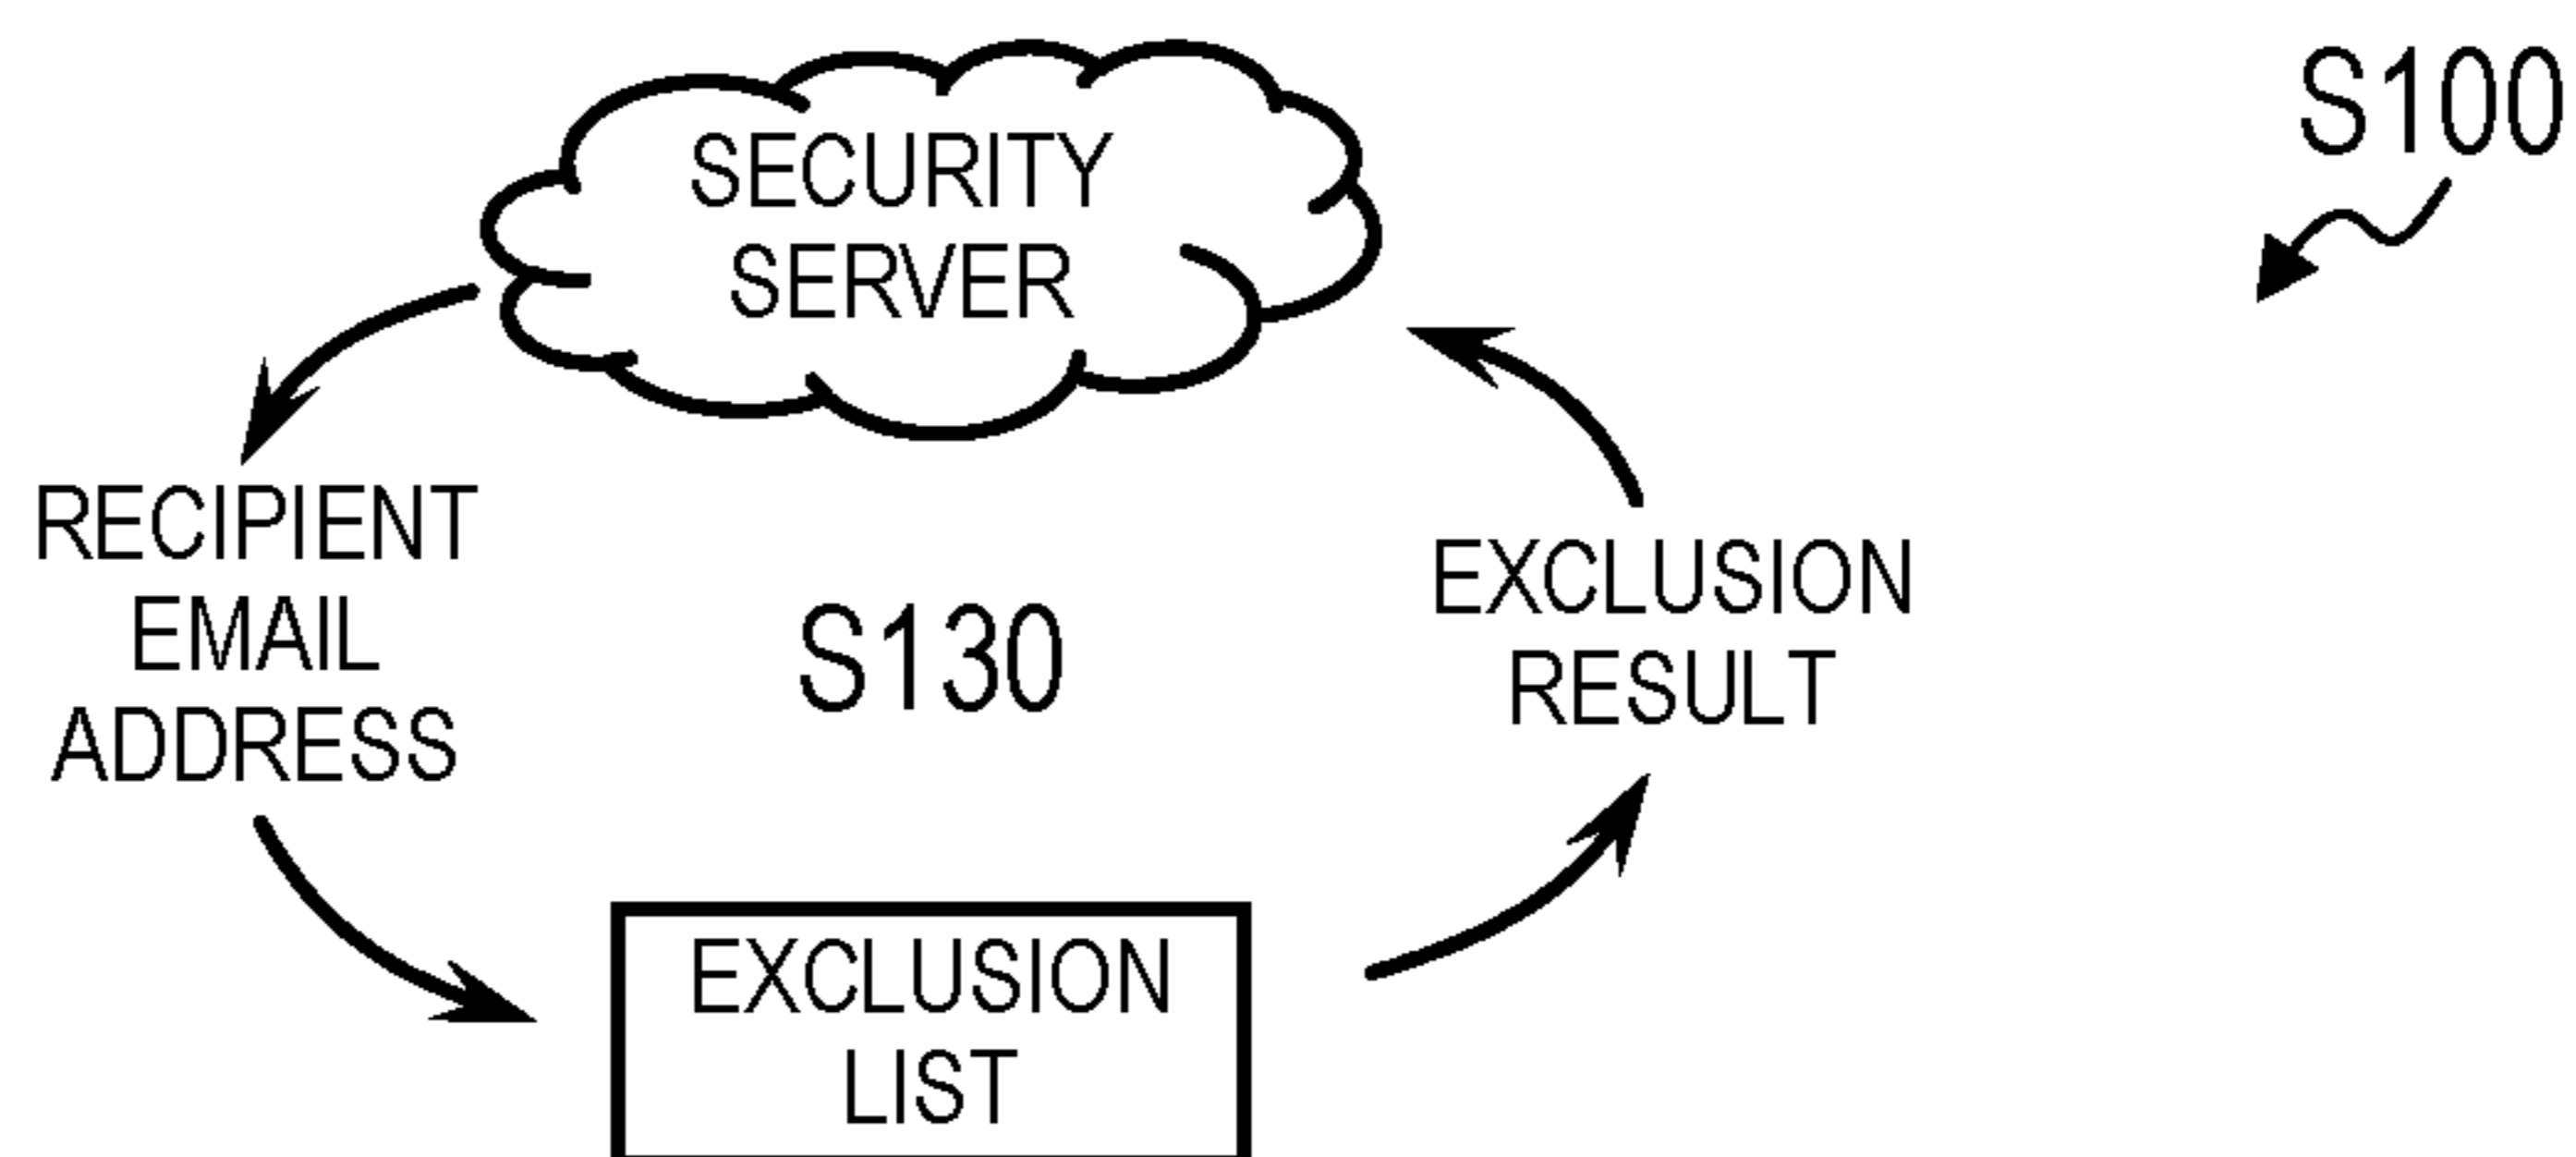 S100
SECURITY
SERVER
RECIPIENT
EMAIL
ADDRESS
S130
EXCLUSION
RESULT
EXCLUSION
LIST